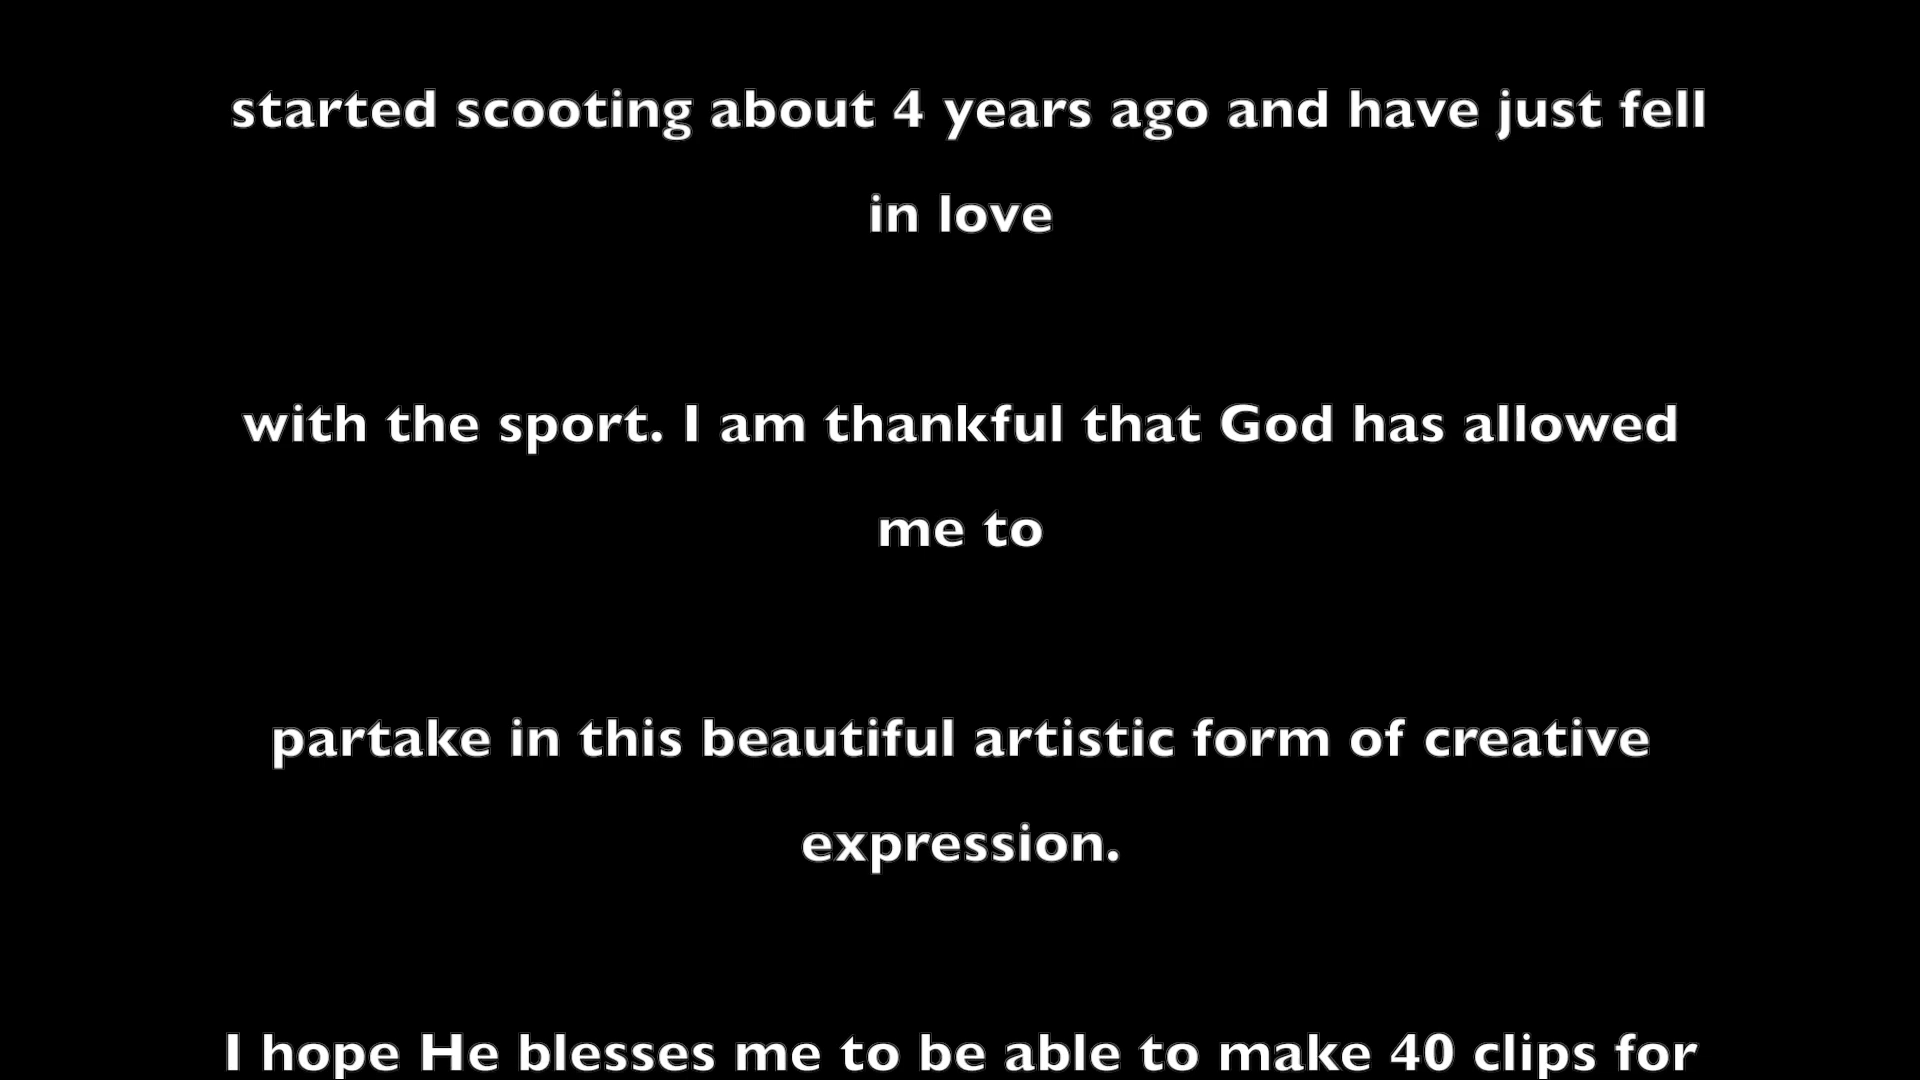 started scooting about 4 years ago and have just fell
in love
with the sport. I am thankful that God has allowed
me to
partake in this beautiful artistic form of creative
expression.
I hope He blesses me to be able to make 40 clips for